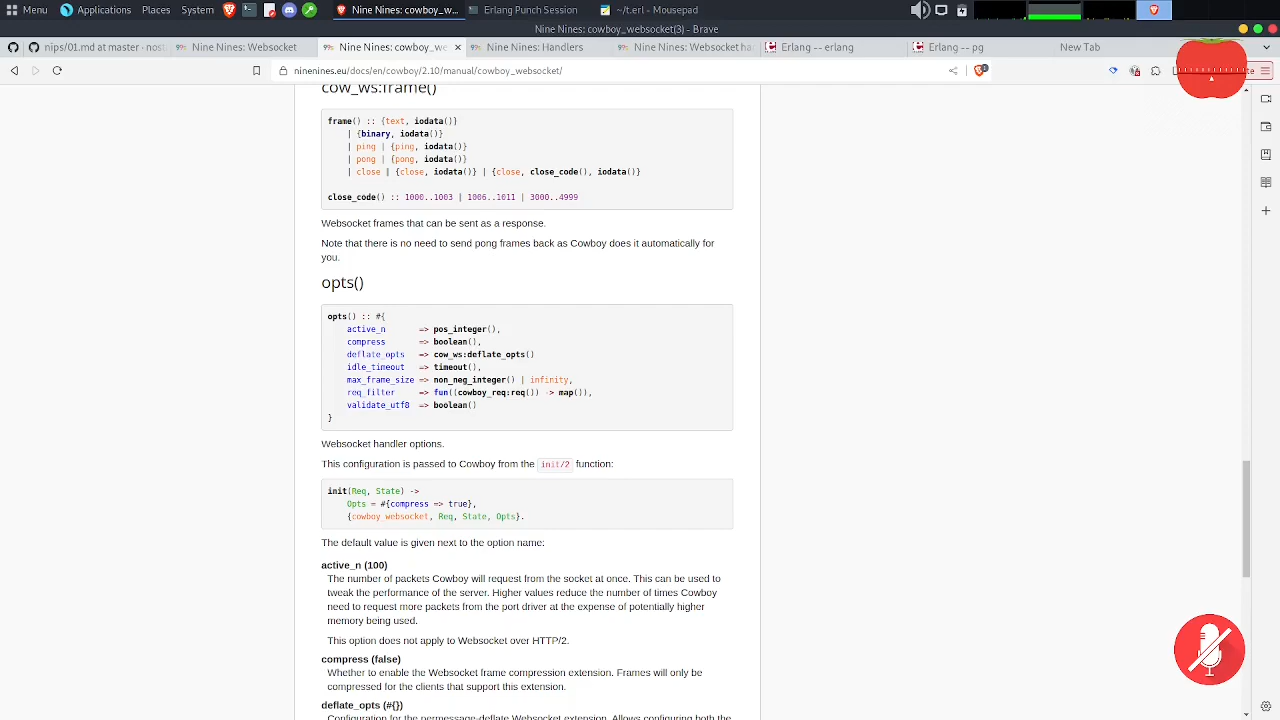 Menu Applications Places System Nine Nines: cowboy_w... Erlang Punch Session ~/t.erl - Mousepad
Nine Nines: cowboy_websocket(3) - Brave
nips/01.md at master · nost Nine Nines: Websocket Nine Nines: cowboy_we Nine Nines: Handlers Nine Nines: Websocket ha Erlang -- erlang Erlang -- pg New Tab
ninenines.eu/docs/en/cowboy/2.10/manual/cowboy_websocket/
cow_ws:frame()
frame() :: {text, iodata()}
| {binary, iodata()}
| ping | {ping, iodata()}
| pong | {pong, iodata()}
| close | {close, iodata()} | {close, close_code(), iodata()}
close_code() :: 1000..1003 | 1006..1011 | 3000..4999
Websocket frames that can be sent as a response.
Note that there is no need to send pong frames back as Cowboy does it automatically for
you.
opts()
opts() :: #{
active_n => pos_integer(),
compress => boolean(),
deflate_opts => cow_ws:deflate_opts()
idle_timeout => timeout(),
max_frame_size => non_neg_integer() | infinity,
req_filter => fun((cowboy_req:req()) -> map()),
validate_utf8 => boolean()
}
Websocket handler options.
This configuration is passed to Cowboy from the init/2 function:
init(Req, State) ->
Opts = #{compress => true},
{cowboy_websocket, Req, State, Opts}.
The default value is given next to the option name:
active_n (100)
The number of packets Cowboy will request from the socket at once. This can be used to
tweak the performance of the server. Higher values reduce the number of times Cowboy
need to request more packets from the port driver at the expense of potentially higher
memory being used.
This option does not apply to Websocket over HTTP/2.
compress (false)
Whether to enable the Websocket frame compression extension. Frames will only be
compressed for the clients that support this extension.
deflate_opts (#{})
Configuration for the permessage-deflate Websocket extension. Allows configuring both the